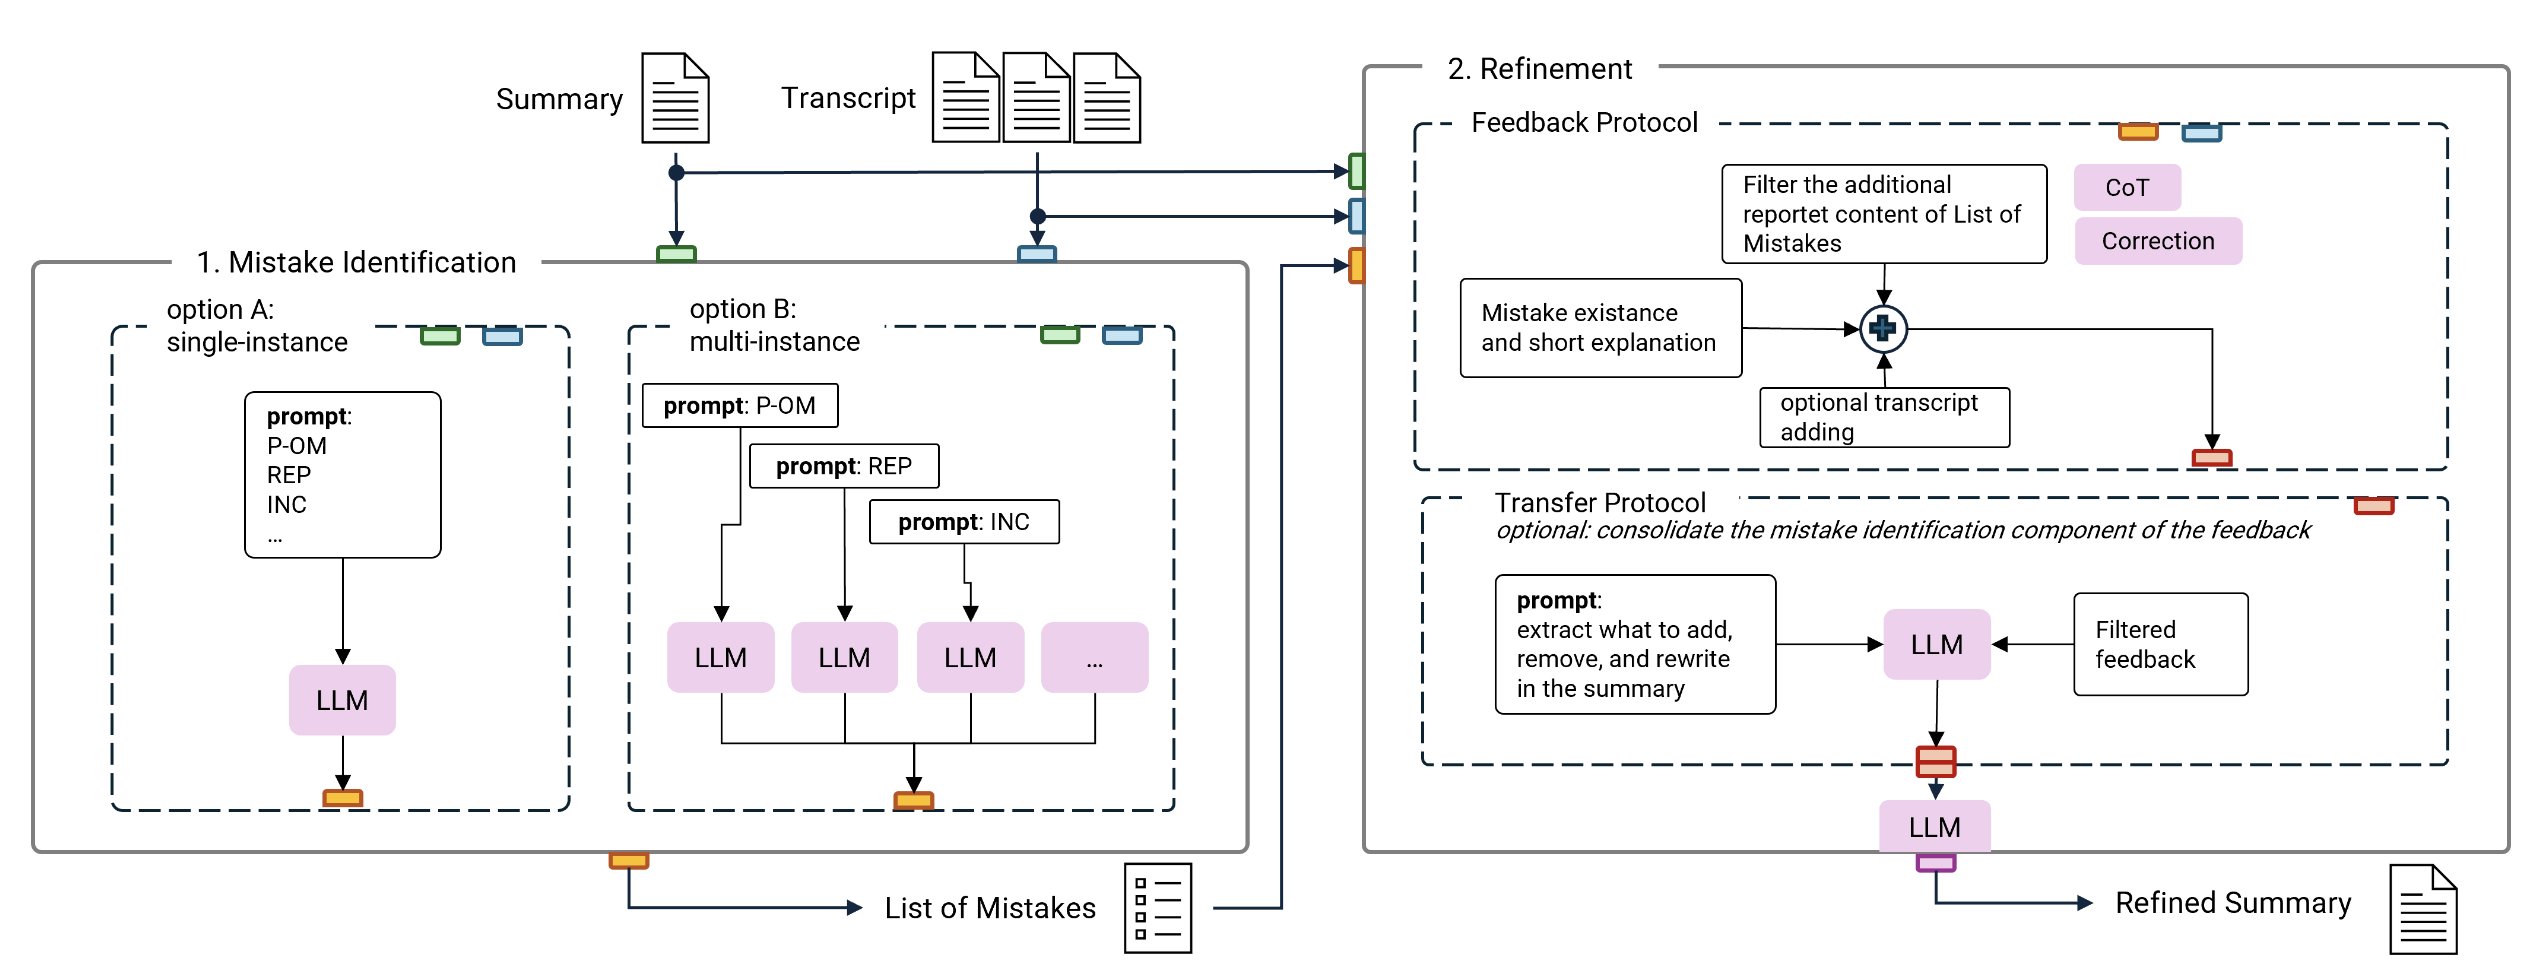 Summary
Transcript
1. Mistake Identification
option A:
single-instance
prompt:
P-OM
REP
INC
...
LLM
option B:
multi-instance
prompt: P-OM
prompt: REP
prompt: INC
LLM
LLM
LLM
...
List of Mistakes
2. Refinement
Feedback Protocol
Filter the additional
reportet content of List of
Mistakes
CoT
Correction
Mistake existance
and short explanation
optional transcript
adding
Transfer Protocol
optional: consolidate the mistake identification component of the feedback
prompt:
extract what to add,
remove, and rewrite
in the summary
LLM
Filtered
feedback
LLM
Refined Summary